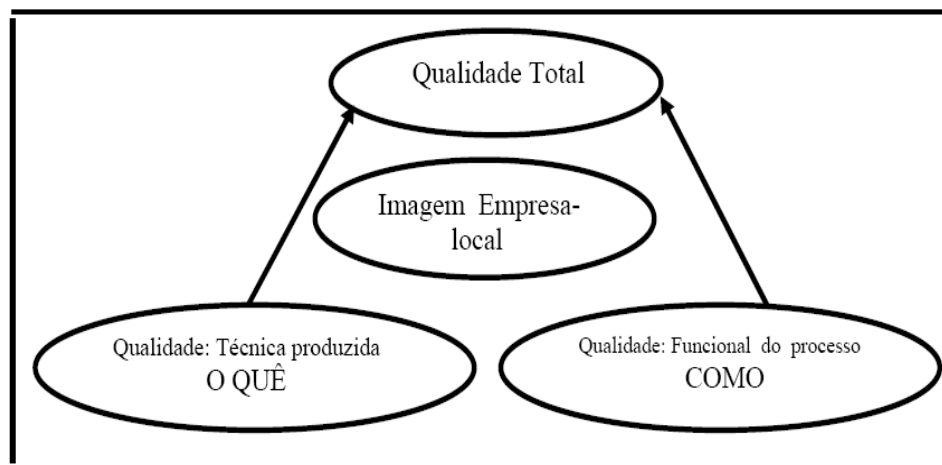 Qualidade Total
Imagem Empresa-
local
Qualidade: Técnica produzida
O QUÊ
Qualidade: Funcional do processo
COMO